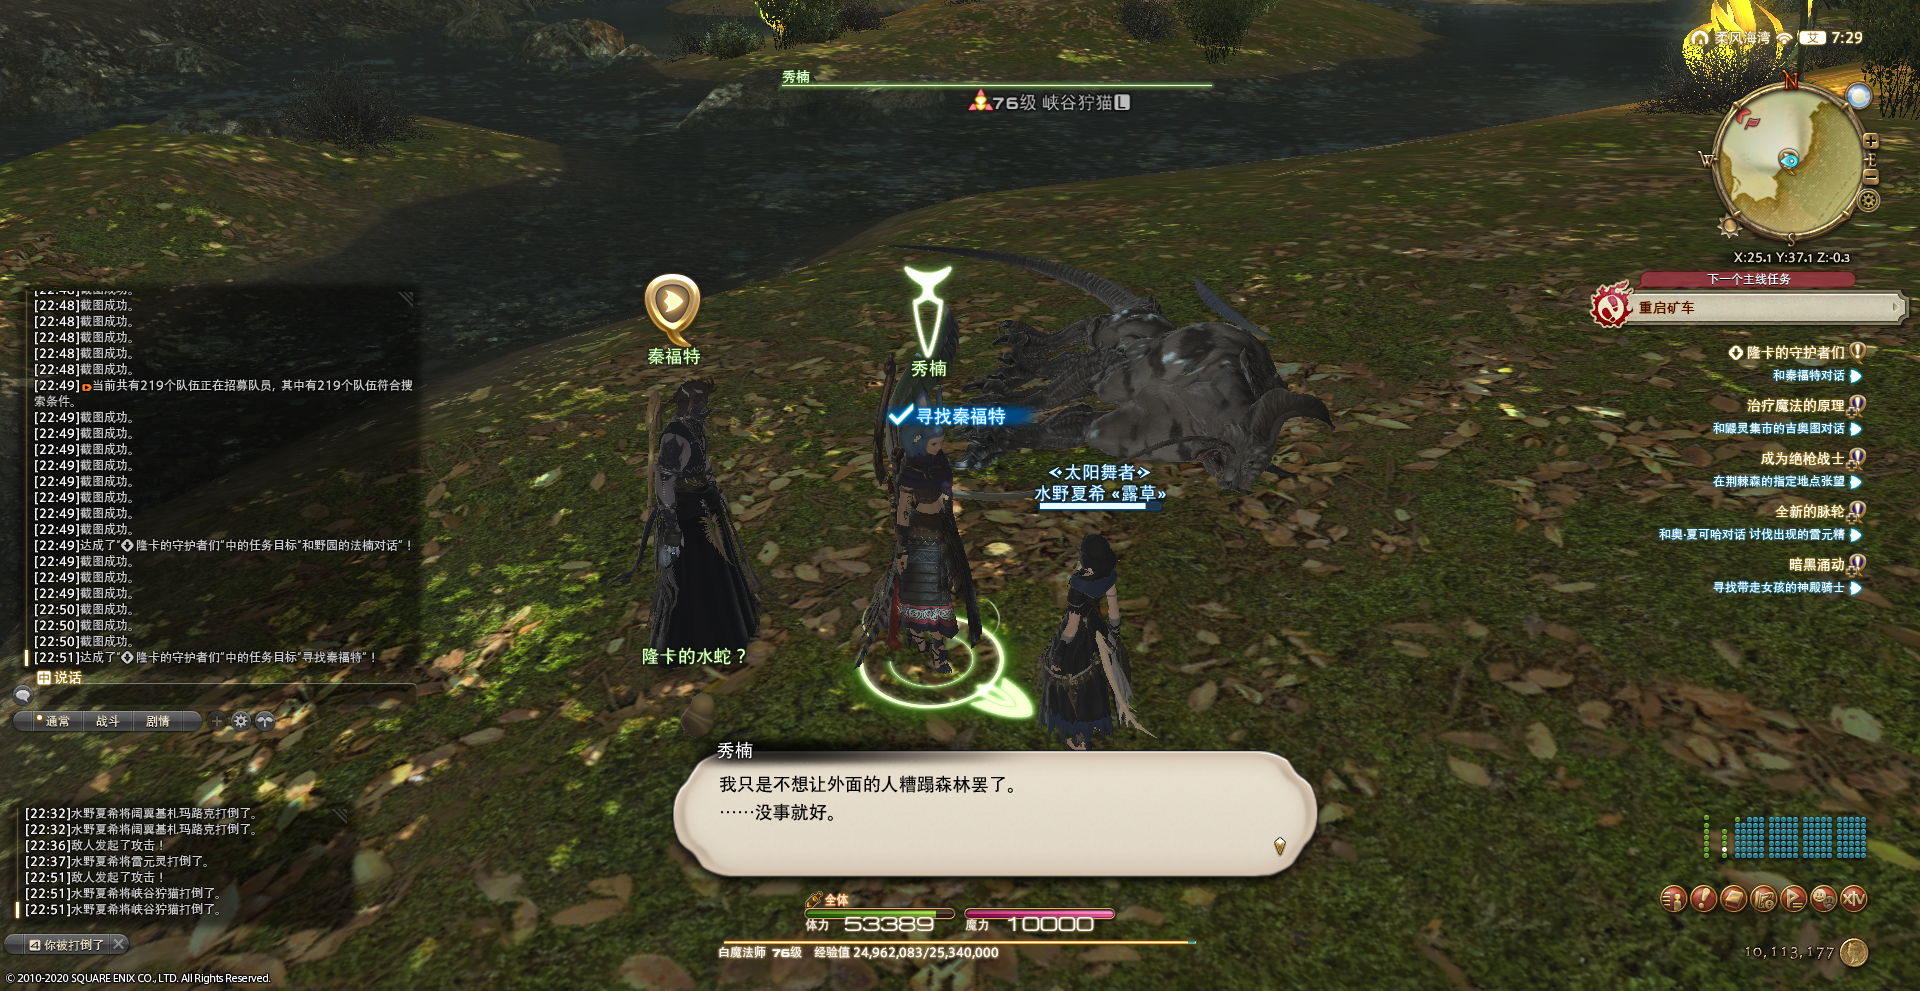 柔风海湾 艾 7:29
秀楠
76级 峡谷狞猫L
N
W
E
S
X:25.1 Y:37.1 Z:-0.3
下一个主线任务
重启矿车
隆卡的守护者们
和秦福特对话
治疗魔法的原理
和鼹灵集市的吉奥图对话
成为绝枪战士
在荆棘森的指定地点张望
全新的脉轮
和奥·夏可哈对话 讨伐出现的雷元精
暗黑涌动
寻找带走女孩的神殿骑士
秦福特
秀楠
寻找秦福特
太阳舞者
水野夏希 «露草»
隆卡的水蛇？
[22:48]截图成功。
[22:48]截图成功。
[22:48]截图成功。
[22:48]截图成功。
[22:48]截图成功。
[22:48]截图成功。
[22:49]当前共有219个队伍正在招募队员，其中有219个队伍符合搜
索条件。
[22:49]截图成功。
[22:49]截图成功。
[22:49]截图成功。
[22:49]截图成功。
[22:49]截图成功。
[22:49]截图成功。
[22:49]截图成功。
[22:49]截图成功。
[22:49]达成了“隆卡的守护者们”中的任务目标“和野园的法楠对话”！
[22:49]截图成功。
[22:49]截图成功。
[22:49]截图成功。
[22:50]截图成功。
[22:50]截图成功。
[22:50]截图成功。
[22:51]达成了“隆卡的守护者们”中的任务目标“寻找秦福特”！
说话
通常 战斗 剧情
秀楠
我只是不想让外面的人糟蹋森林罢了。
……没事就好。
[22:32]水野夏希将阔翼基札玛路克打倒了。
[22:32]水野夏希将阔翼基札玛路克打倒了。
[22:36]敌人发起了攻击！
[22:37]水野夏希将雷元灵打倒了。
[22:51]敌人发起了攻击！
[22:51]水野夏希将峡谷狞猫打倒了。
[22:51]水野夏希将峡谷狞猫打倒了。
4 你被打倒了
全体
体力 53389 魔力 10000
白魔法师 76级 经验值 24,962,083/25,340,000
10,113,177
© 2010-2020 SQUARE ENIX CO., LTD. All Rights Reserved.